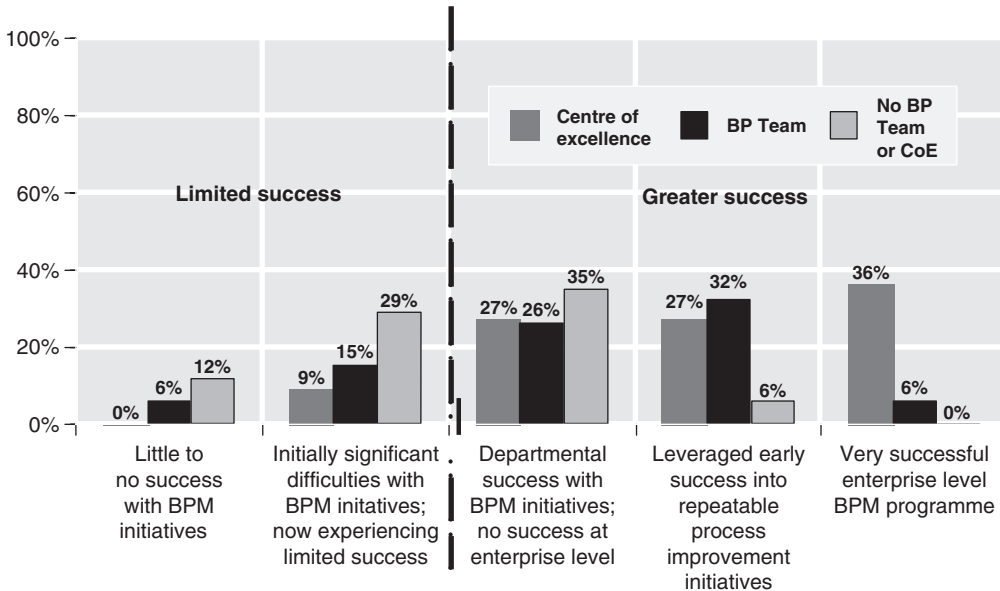 100%
80%
60%
40%
20%
0%
Centre of
excellence
BP Team
No BP
Team
or CoE
Limited success
Greater success
0%
6%
12%
9%
15%
29%
27%
26%
35%
27%
32%
6%
36%
6%
0%
Little to
no success
with BPM
initiatives
Initially significant
difficulties with
BPM initatives;
now experiencing
limited success
Departmental
success with
BPM initiatives;
no success at
enterprise level
Leveraged early
success into
repeatable
process
improvement
initiatives
Very successful
enterprise level
BPM programme